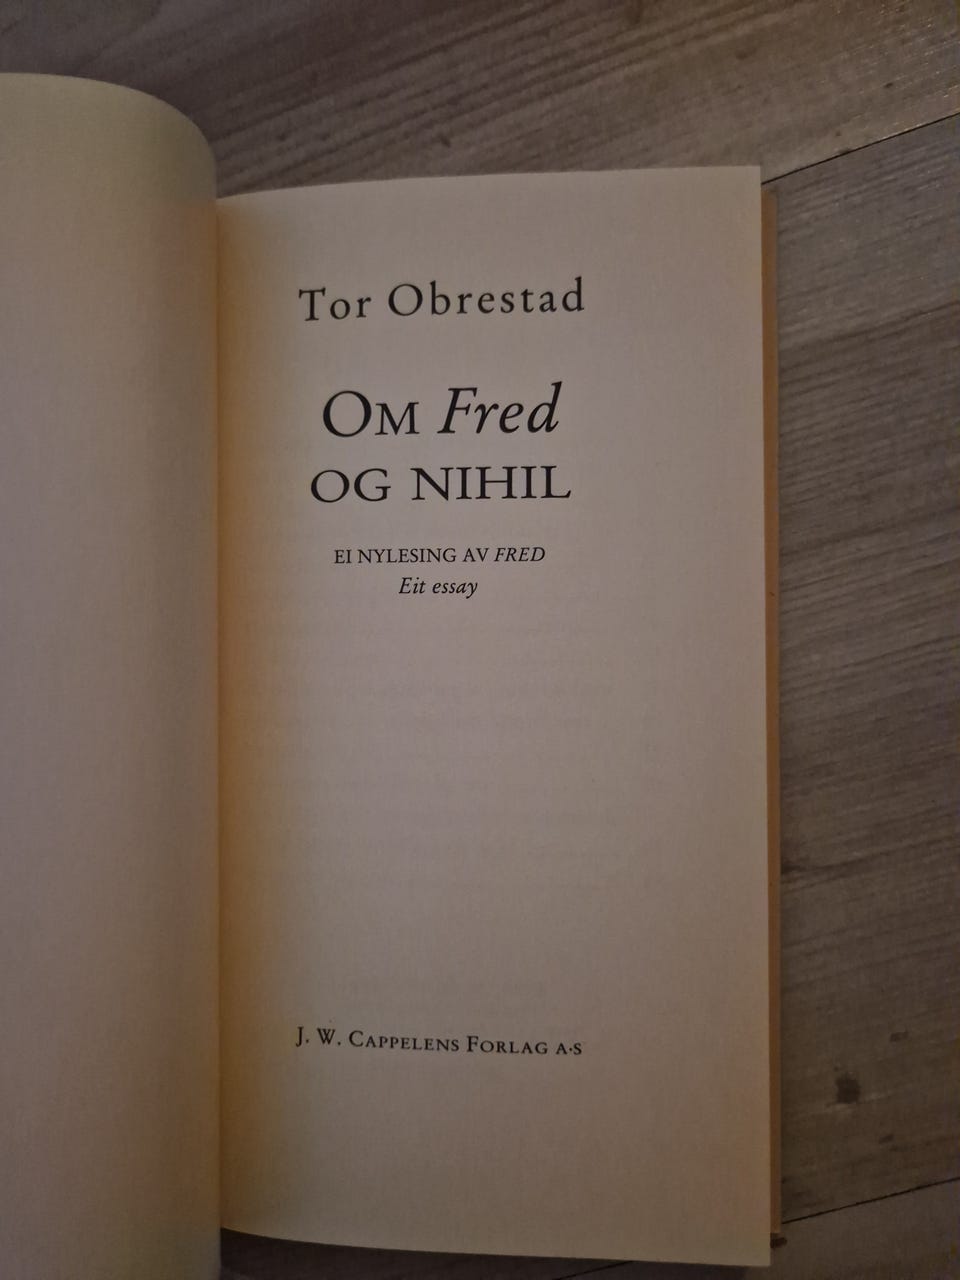 Tor Obrestad
OM Fred
OG NIHIL
EI NYLESING AV FRED
Eit essay
J. W. CAPPELENS FORLAG A·S